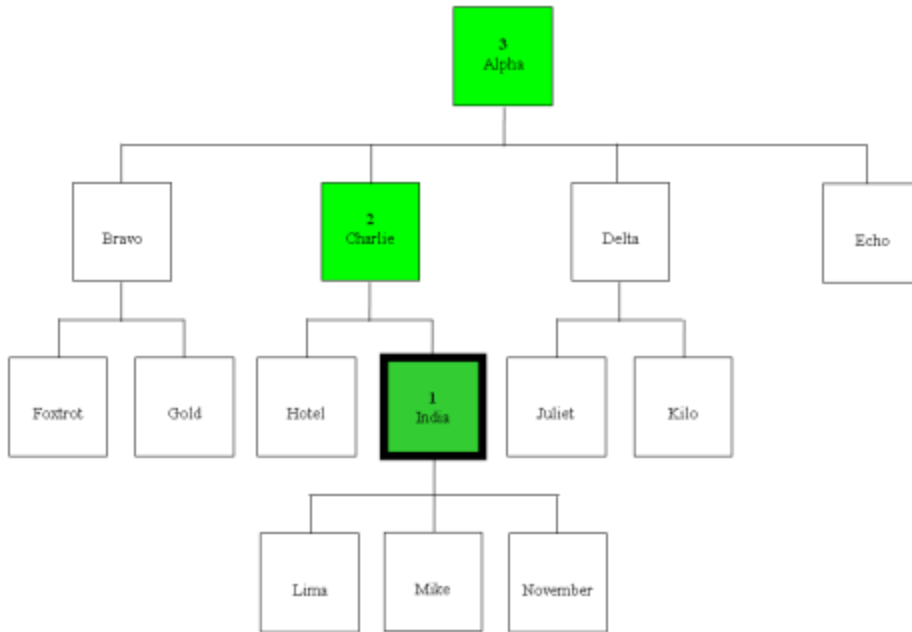 3
Alpha
Bravo
2
Charlie
Delta
Echo
Foxtrot
Gold
Hotel
1
India
Juliet
Kilo
Lima
Mike
November